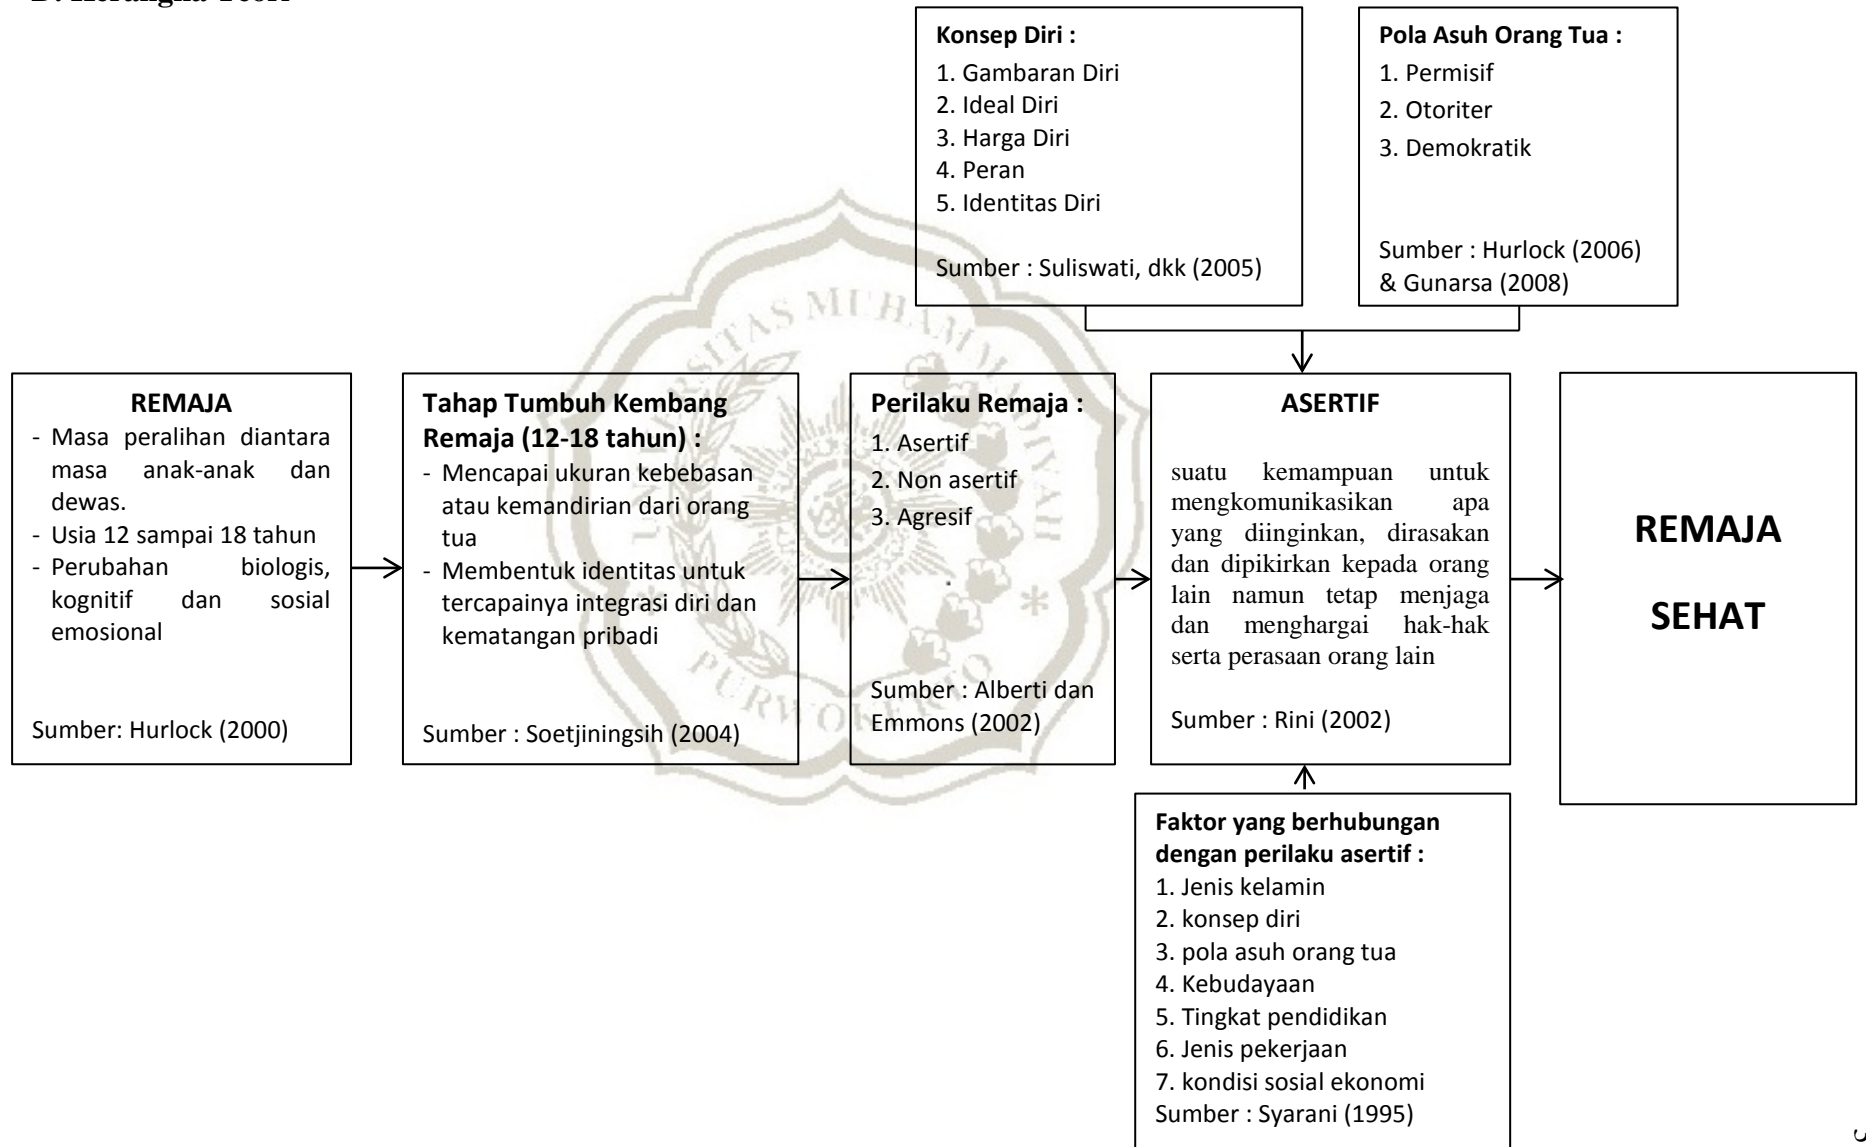 Konsep Diri :
1. Gambaran Diri
2. Ideal Diri
3. Harga Diri
4. Peran
5. Identitas Diri
Sumber : Suliswati, dkk (2005)
Pola Asuh Orang Tua :
1. Permisif
2. Otoriter
3. Demokratik
Sumber : Hurlock (2006)
& Gunarsa (2008)
REMAJA
- Masa peralihan diantara
masa anak-anak dan
dewas.
- Usia 12 sampai 18 tahun
- Perubahan biologis,
kognitif dan sosial
emosional
Sumber: Hurlock (2000)
Tahap Tumbuh Kembang
Remaja (12-18 tahun) :
- Mencapai ukuran kebebasan
atau kemandirian dari orang
tua
- Membentuk identitas untuk
tercapainya integrasi diri dan
kematangan pribadi
Sumber : Soetjiningsih (2004)
Perilaku Remaja :
1. Asertif
2. Non asertif
3. Agresif
.
Sumber : Alberti dan
Emmons (2002)
ASERTIF
suatu kemampuan untuk
mengkomunikasikan apa
yang diinginkan, dirasakan
dan dipikirkan kepada orang
lain namun tetap menjaga
dan menghargai hak-hak
serta perasaan orang lain
Sumber : Rini (2002)
REMAJA
SEHAT
Faktor yang berhubungan
dengan perilaku asertif :
1. Jenis kelamin
2. konsep diri
3. pola asuh orang tua
4. Kebudayaan
5. Tingkat pendidikan
6. Jenis pekerjaan
7. kondisi sosial ekonomi
Sumber : Syarani (1995)
UNIVERSITAS MUHAMMADIYAH
PURWOKERTO